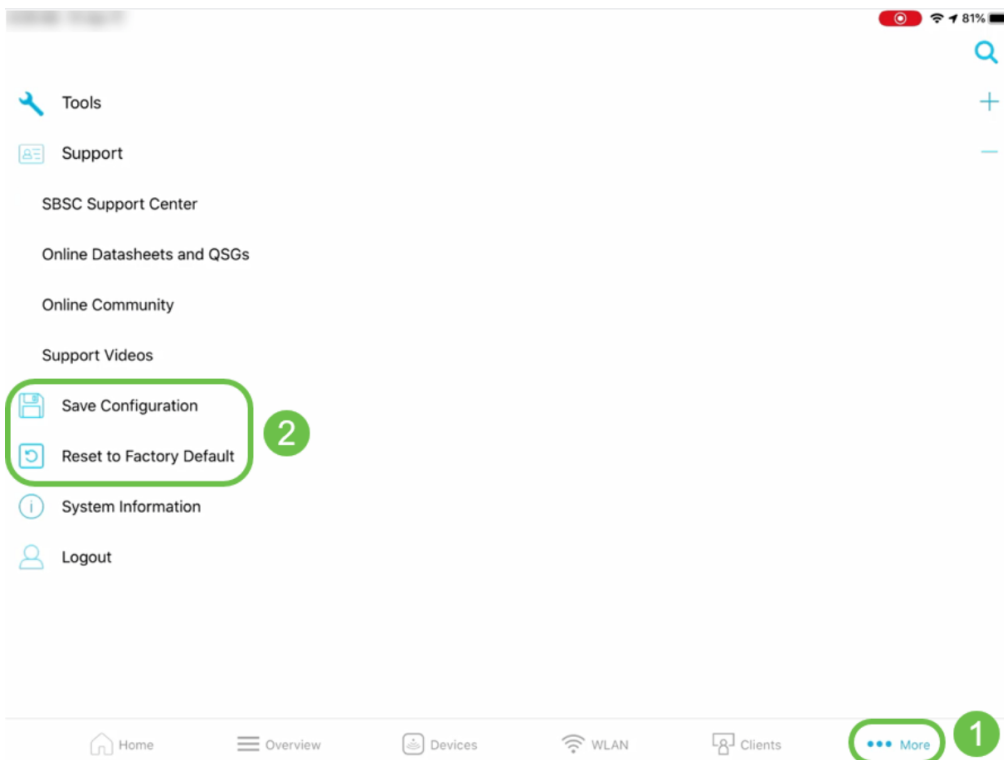 81%
Tools
Support
SBSC Support Center
Online Datasheets and QSGs
Online Community
Support Videos
Save Configuration
2
Reset to Factory Default
System Information
Logout
Home Overview Devices WLAN Clients More 1